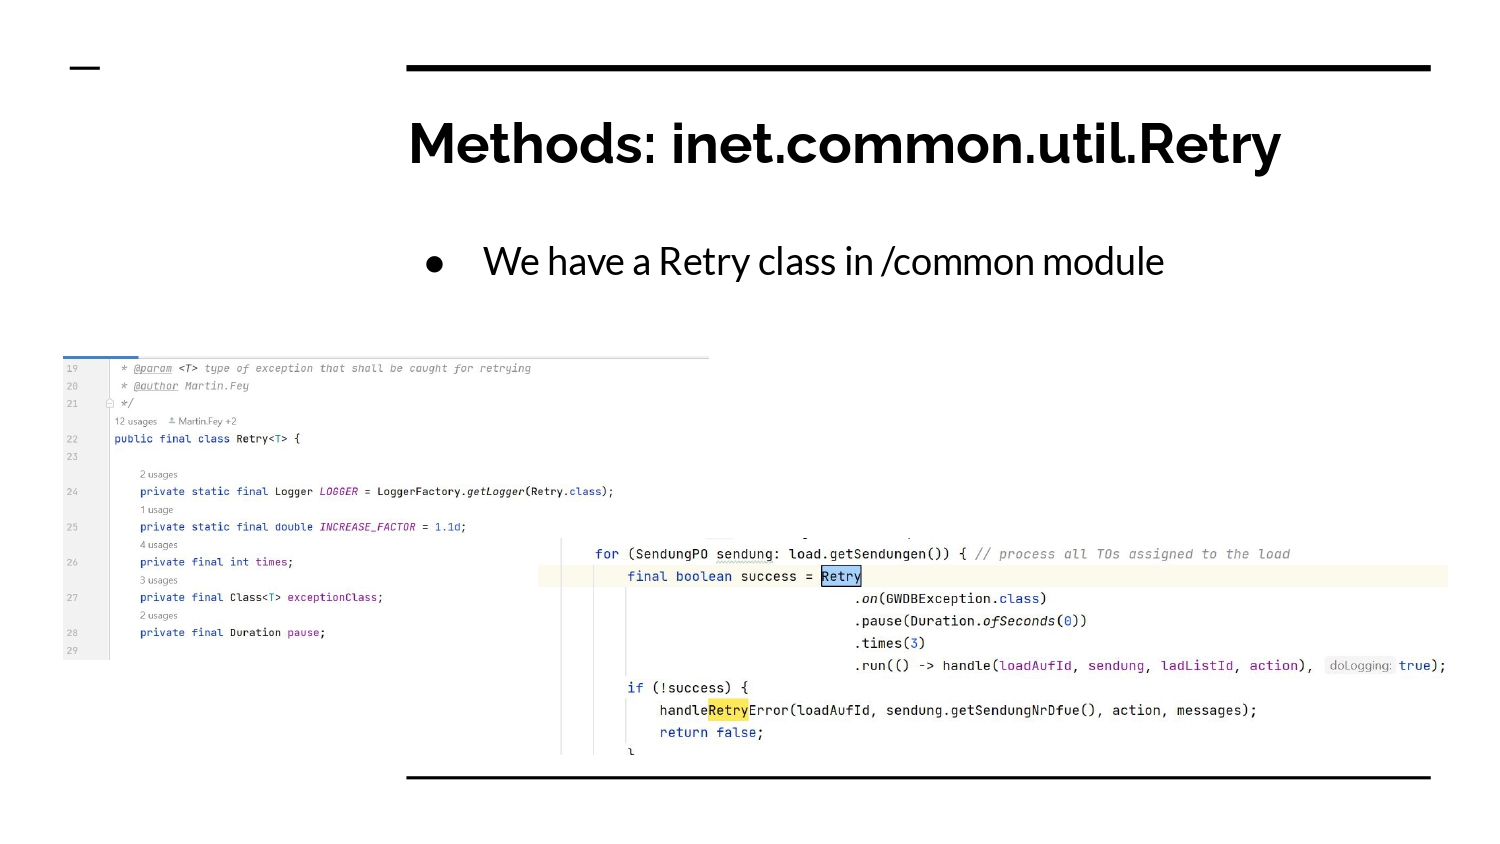 Methods: inet.common.util.Retry
● We have a Retry class in /common module
19 * @param <T> type of exception that shall be caught for retrying
20 * @author Martin.Fey
21 */
12 usages Martin.Fey +2
22 public final class Retry<T> {
23
2 usages
24 private static final Logger LOGGER = LoggerFactory.getLogger(Retry.class);
1 usage
25 private static final double INCREASE_FACTOR = 1.1d;
4 usages
26 private final int times;
3 usages
27 private final Class<T> exceptionClass;
2 usages
28 private final Duration pause;
29
for (SendungPO sendung: load.getSendungen()) { // process all TOs assigned to the load
final boolean success = Retry
.on(GWDBException.class)
.pause(Duration.ofSeconds(0))
.times(3)
.run(() -> handle(loadAufId, sendung, ladListId, action), doLogging: true);
if (!success) {
handleRetryError(loadAufId, sendung.getSendungNrDfue(), action, messages);
return false;
}